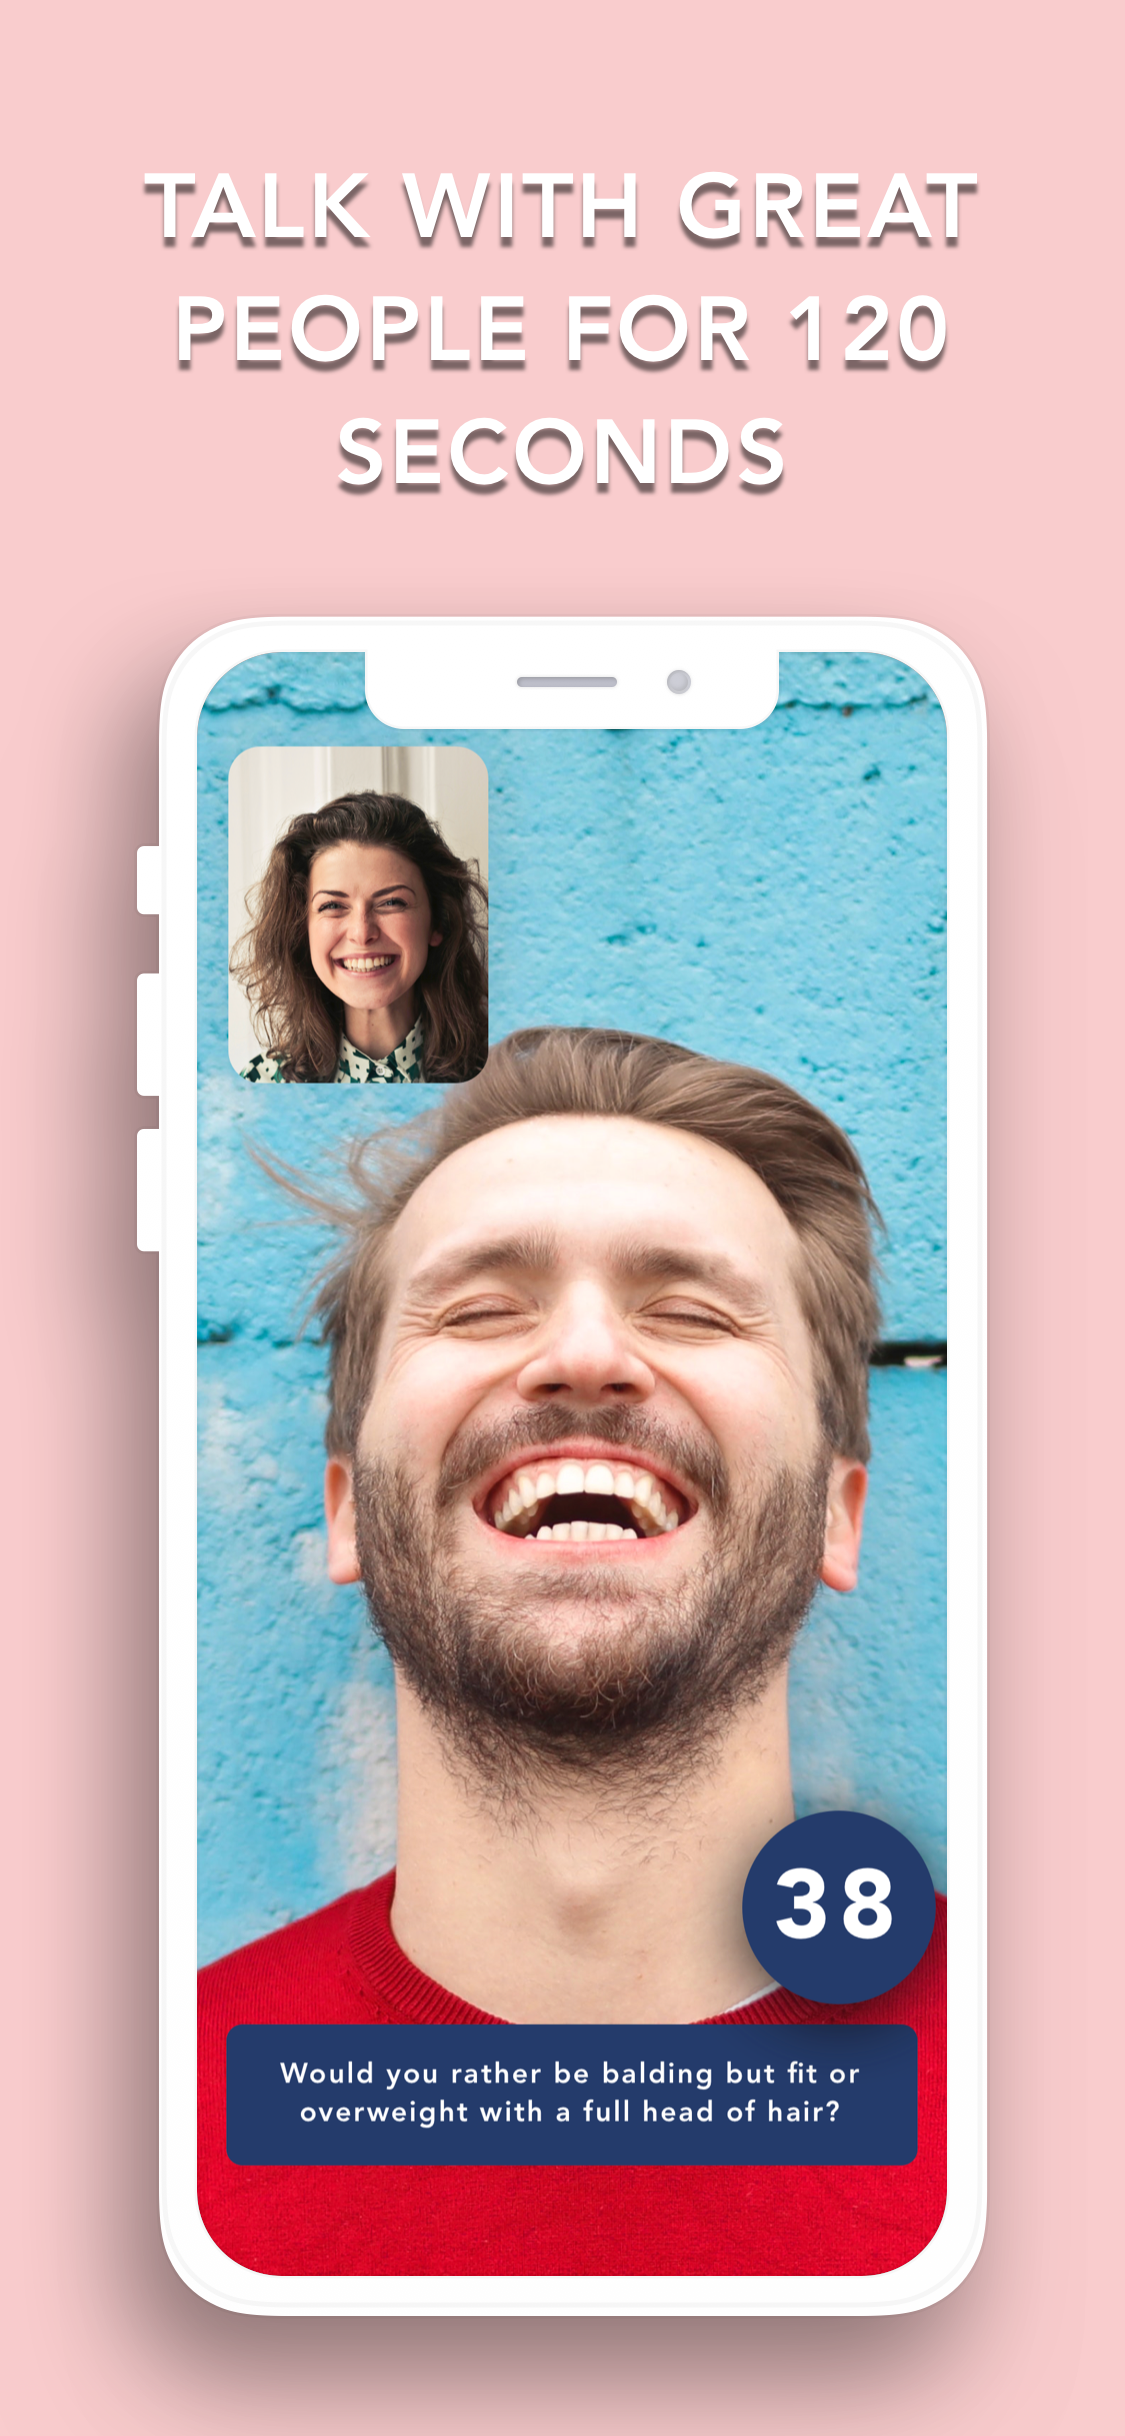 TALK WITH GREAT
PEOPLE FOR 120
SECONDS
38
Would you rather be balding but fit or
overweight with a full head of hair?